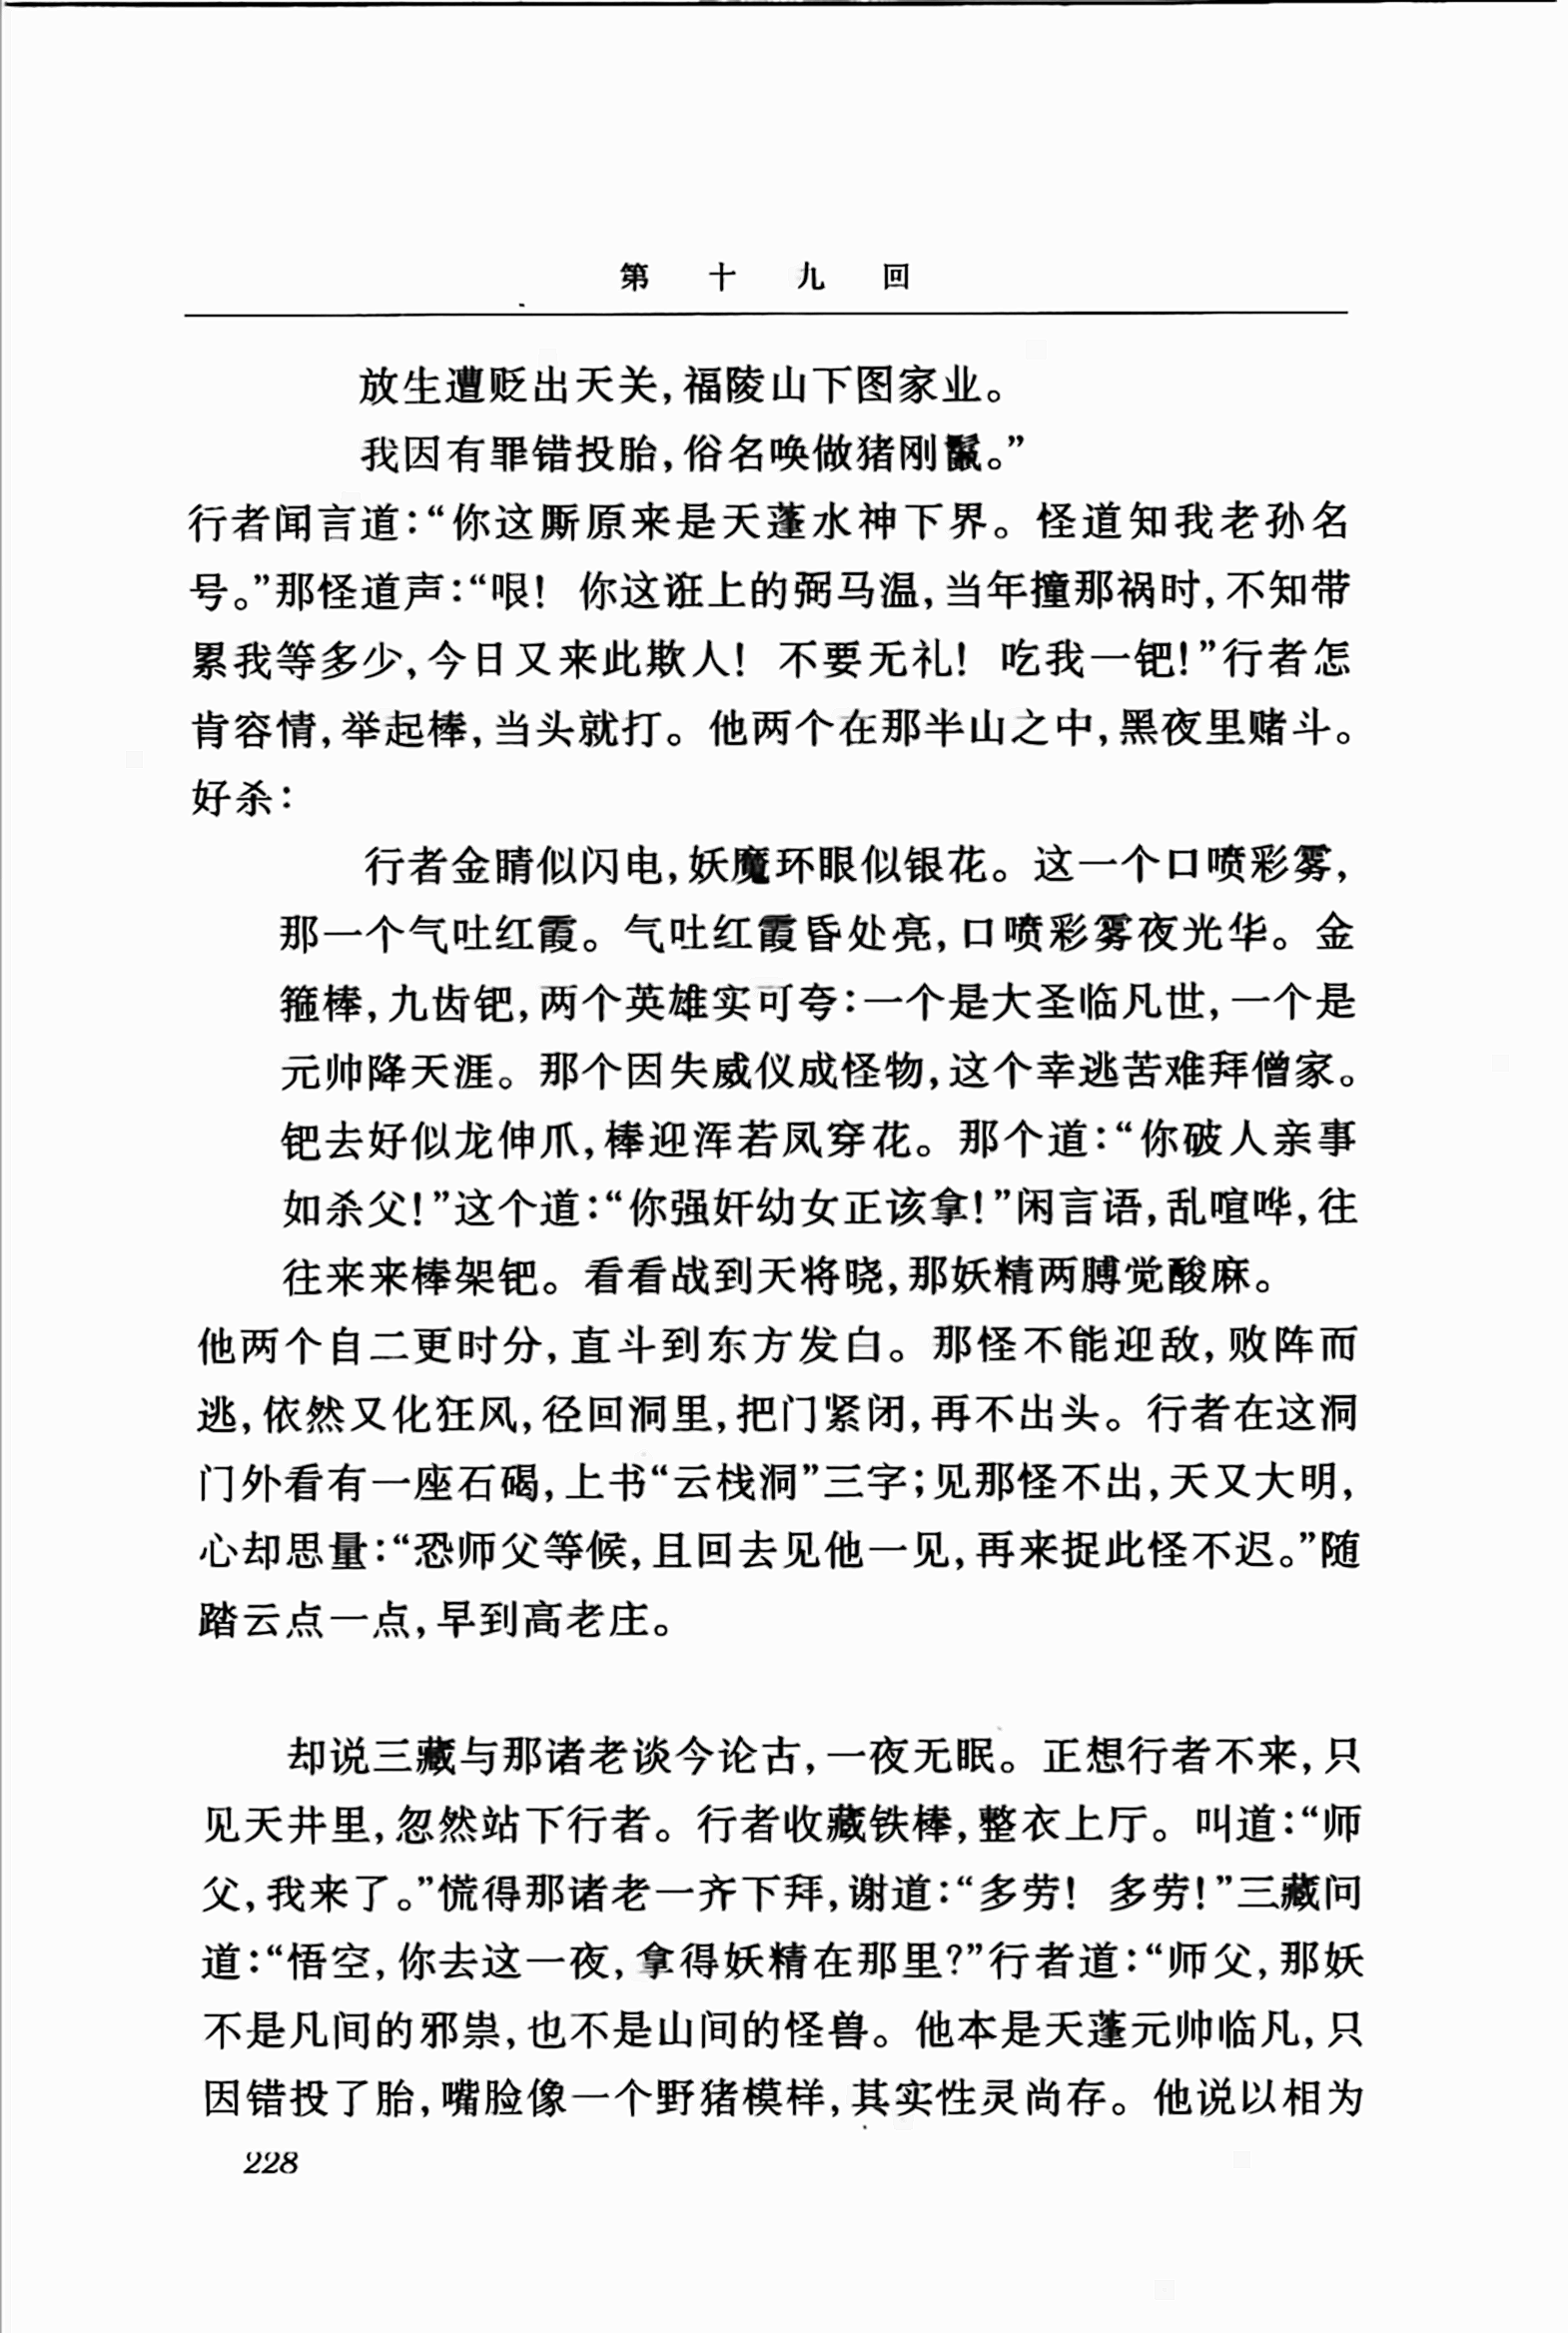 第十九回
放生遭贬出天关,福陵山下图家业。
我因有罪错投胎,俗名唤做猪刚鬣。”
行者闻言道:“你这厮原来是天蓬水神下界。怪道知我老孙名
号。”那怪道声:“哏! 你这诳上的弼马温,当年撞那祸时,不知带
累我等多少,今日又来此欺人! 不要无礼! 吃我一钯!”行者怎
肯容情,举起棒,当头就打。他两个在那半山之中,黑夜里赌斗。
好杀:
行者金睛似闪电,妖魔环眼似银花。这一个口喷彩雾,
那一个气吐红霞。气吐红霞昏处亮,口喷彩雾夜光华。金
箍棒,九齿钯,两个英雄实可夸:一个是大圣临凡世,一个是
元帅降天涯。那个因失威仪成怪物,这个幸逃苦难拜僧家。
钯去好似龙伸爪,棒迎浑若凤穿花。那个道:“你破人亲事
如杀父!”这个道:“你强奸幼女正该拿!”闲言语,乱喧哗,往
往来来棒架钯。看看战到天将晓,那妖精两膊觉酸麻。
他两个自二更时分,直斗到东方发白。那怪不能迎敌,败阵而
逃,依然又化狂风,径回洞里,把门紧闭,再不出头。行者在这洞
门外看有一座石碣,上书“云栈洞”三字;见那怪不出,天又大明,
心却思量:“恐师父等候,且回去见他一见,再来捉此怪不迟。”随
踏云点一点,早到高老庄。
却说三藏与那诸老谈今论古,一夜无眠。正想行者不来,只
见天井里,忽然站下行者。行者收藏铁棒,整衣上厅。叫道:“师
父,我来了。”慌得那诸老一齐下拜,谢道:“多劳! 多劳!”三藏问
道:“悟空,你去这一夜,拿得妖精在那里?”行者道:“师父,那妖
不是凡间的邪祟,也不是山间的怪兽。他本是天蓬元帅临凡,只
因错投了胎,嘴脸像一个野猪模样,其实性灵尚存。他说以相为
228